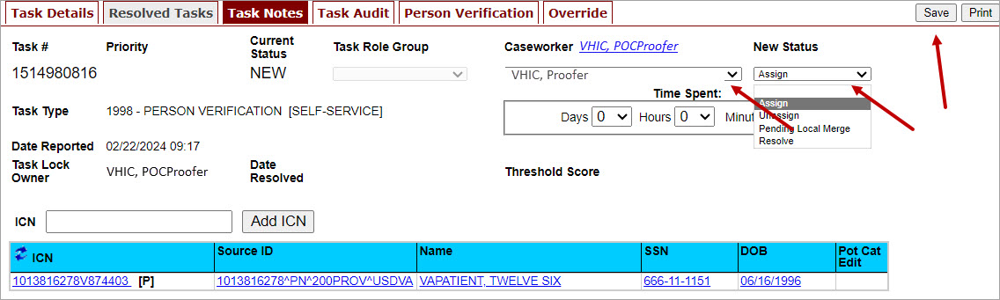 Task Details Resolved Tasks Task Notes Task Audit Person Verification Override Save Print
Task # Priority Current Status Task Role Group Caseworker VHIC, POCProofer New Status
1514980816 NEW VHIC, Proofer Assign
Time Spent:
Task Type 1998 - PERSON VERIFICATION [SELF-SERVICE] Days 0 Hours 0
Assign
Unassign
Pending Local Merge
Resolve
Date Reported 02/22/2024 09:17
Task Lock Owner VHIC, POCProofer Date Resolved Threshold Score
ICN Add ICN
ICN Source ID Name SSN DOB Pot Cat Edit
1013816278V874403 [P] 1013816278^PN^200PROV^USDVA VAPATIENT, TWELVE SIX 666-11-1151 06/16/1996